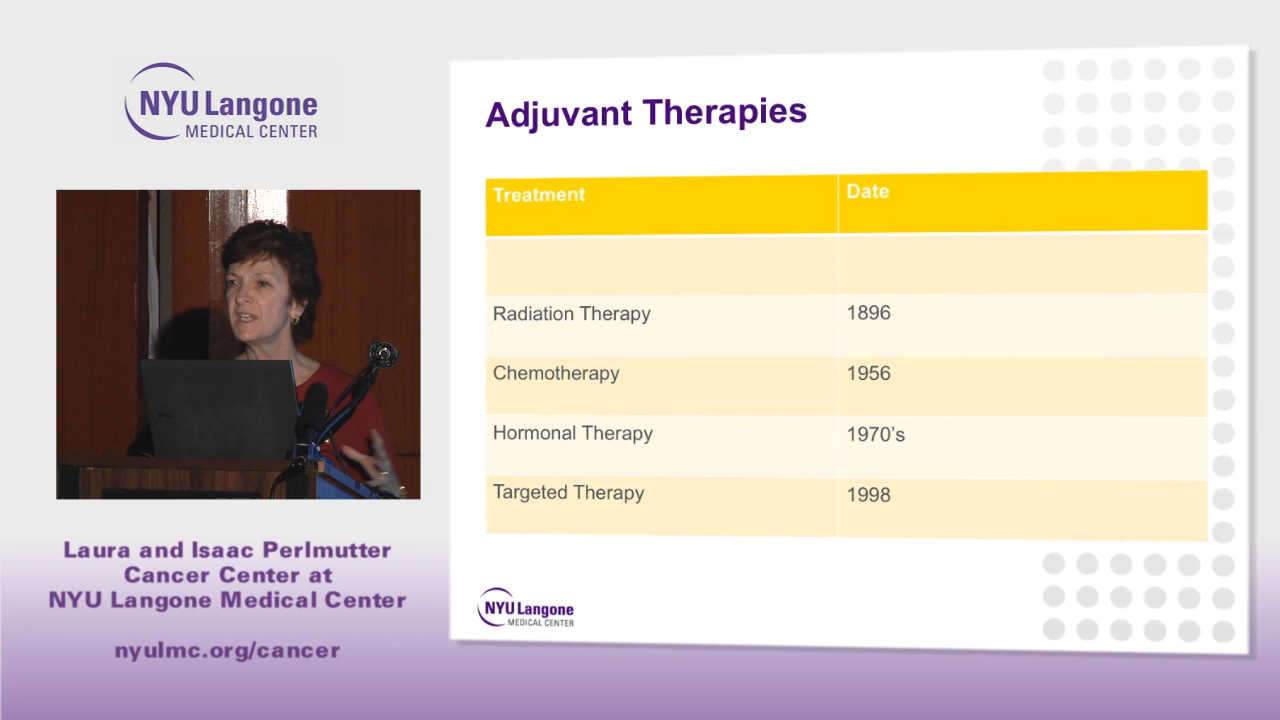 NYU Langone
MEDICAL CENTER
Laura and Isaac Perlmutter
Cancer Center at
NYU Langone Medical Center
nyulmc.org/cancer
Adjuvant Therapies
Treatment Date
Radiation Therapy 1896
Chemotherapy 1956
Hormonal Therapy 1970's
Targeted Therapy 1998
NYU Langone
MEDICAL CENTER